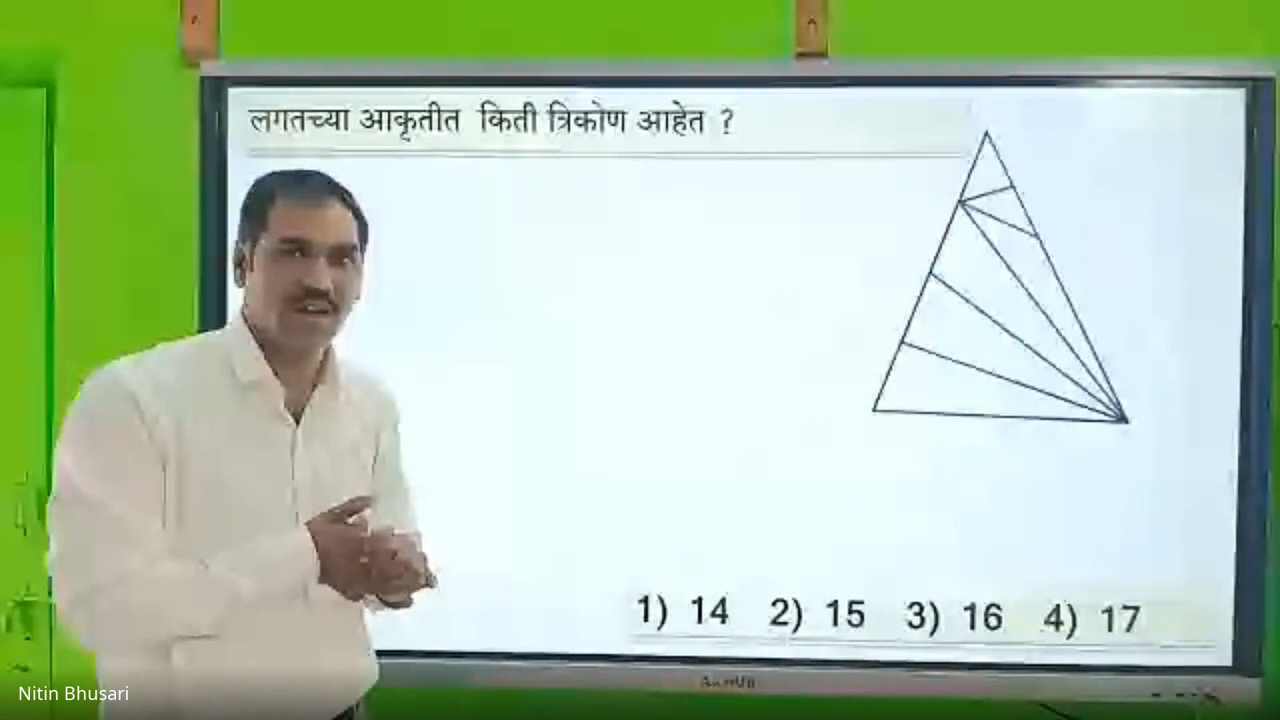 लगतच्या आकृतीत किती त्रिकोण आहेत ?
1) 14 2) 15 3) 16 4) 17
Nitin Bhusari